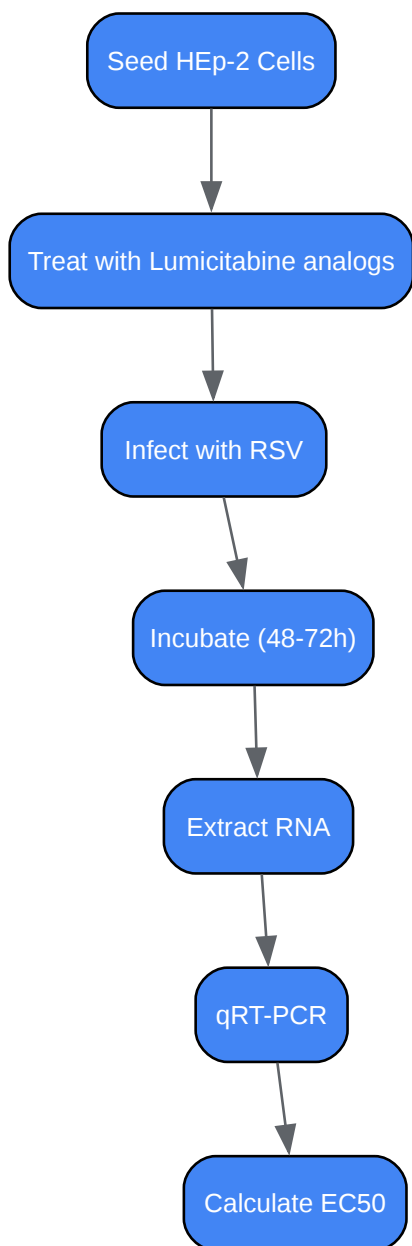 Seed HEp-2 Cells
Treat with Lumicitabine analogs
Infect with RSV
Incubate (48-72h)
Extract RNA
qRT-PCR
Calculate EC50